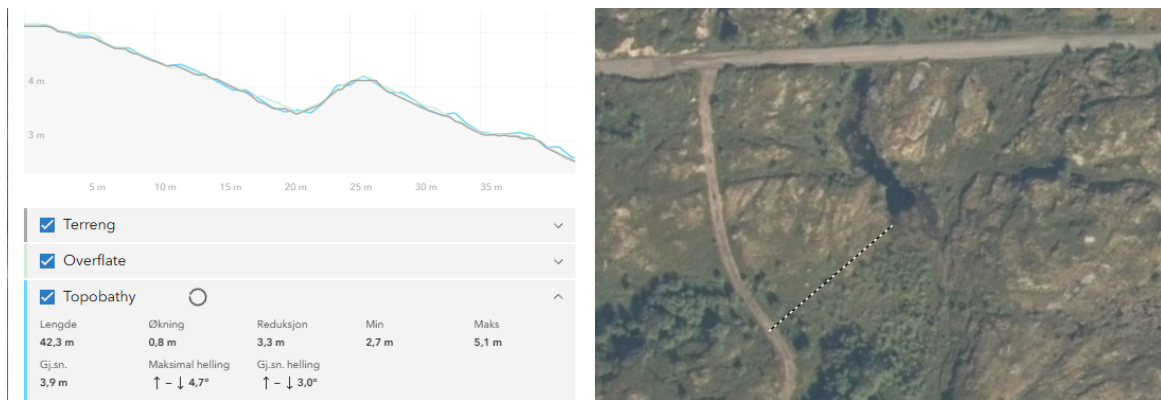 4 m
3 m
5 m 10 m 15 m 20 m 25 m 30 m 35 m
Terreng
Overflate
Topobathy
Lengde Økning Reduksjon Min Maks
42,3 m 0,8 m 3,3 m 2,7 m 5,1 m
Gj.sn. Maksimal helling Gj.sn. helling
3,9 m ↑ – ↓ 4,7° ↑ – ↓ 3,0°